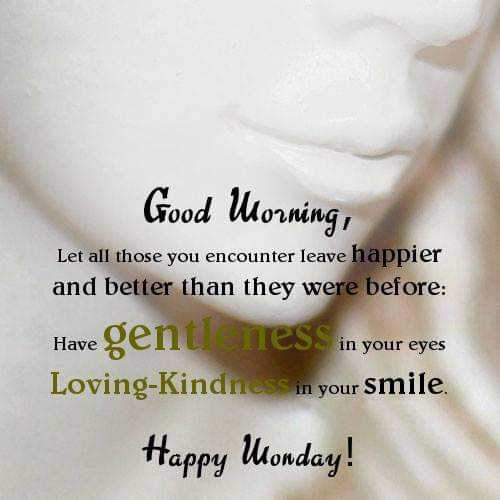 Good Morning,
Let all those you encounter leave happier
and better than they were before:
Have gentleness in your eyes
Loving-Kindness in your smile.
Happy Monday!